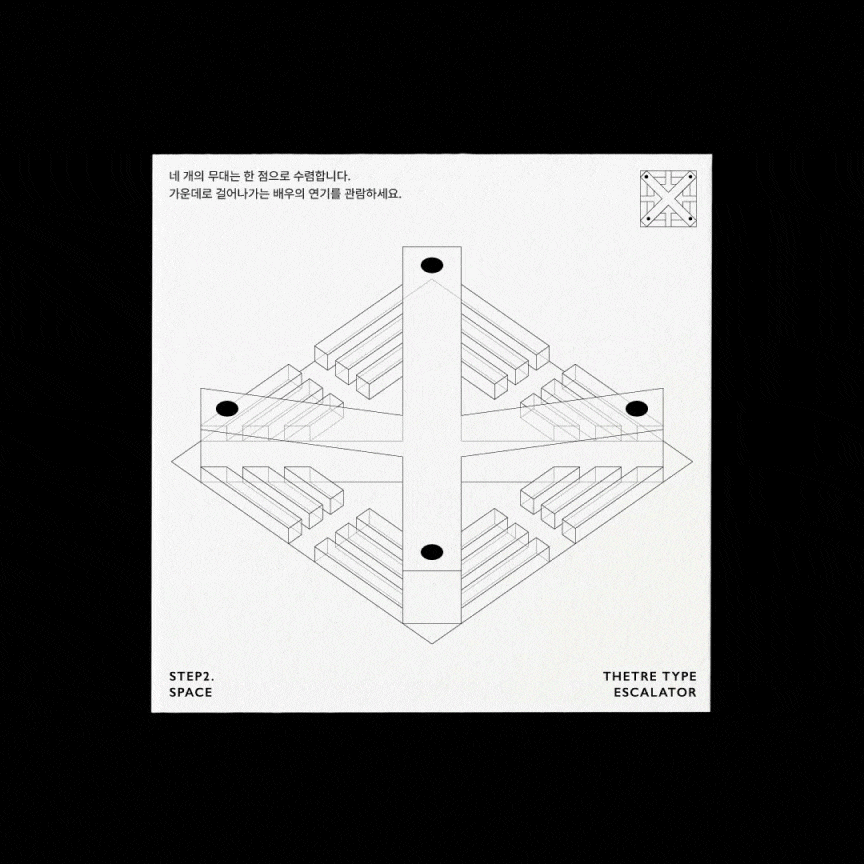 네 개의 무대는 한 점으로 수렴합니다.
가운데로 걸어나가는 배우의 연기를 관람하세요.
STEP2.
SPACE
THETRE TYPE
ESCALATOR